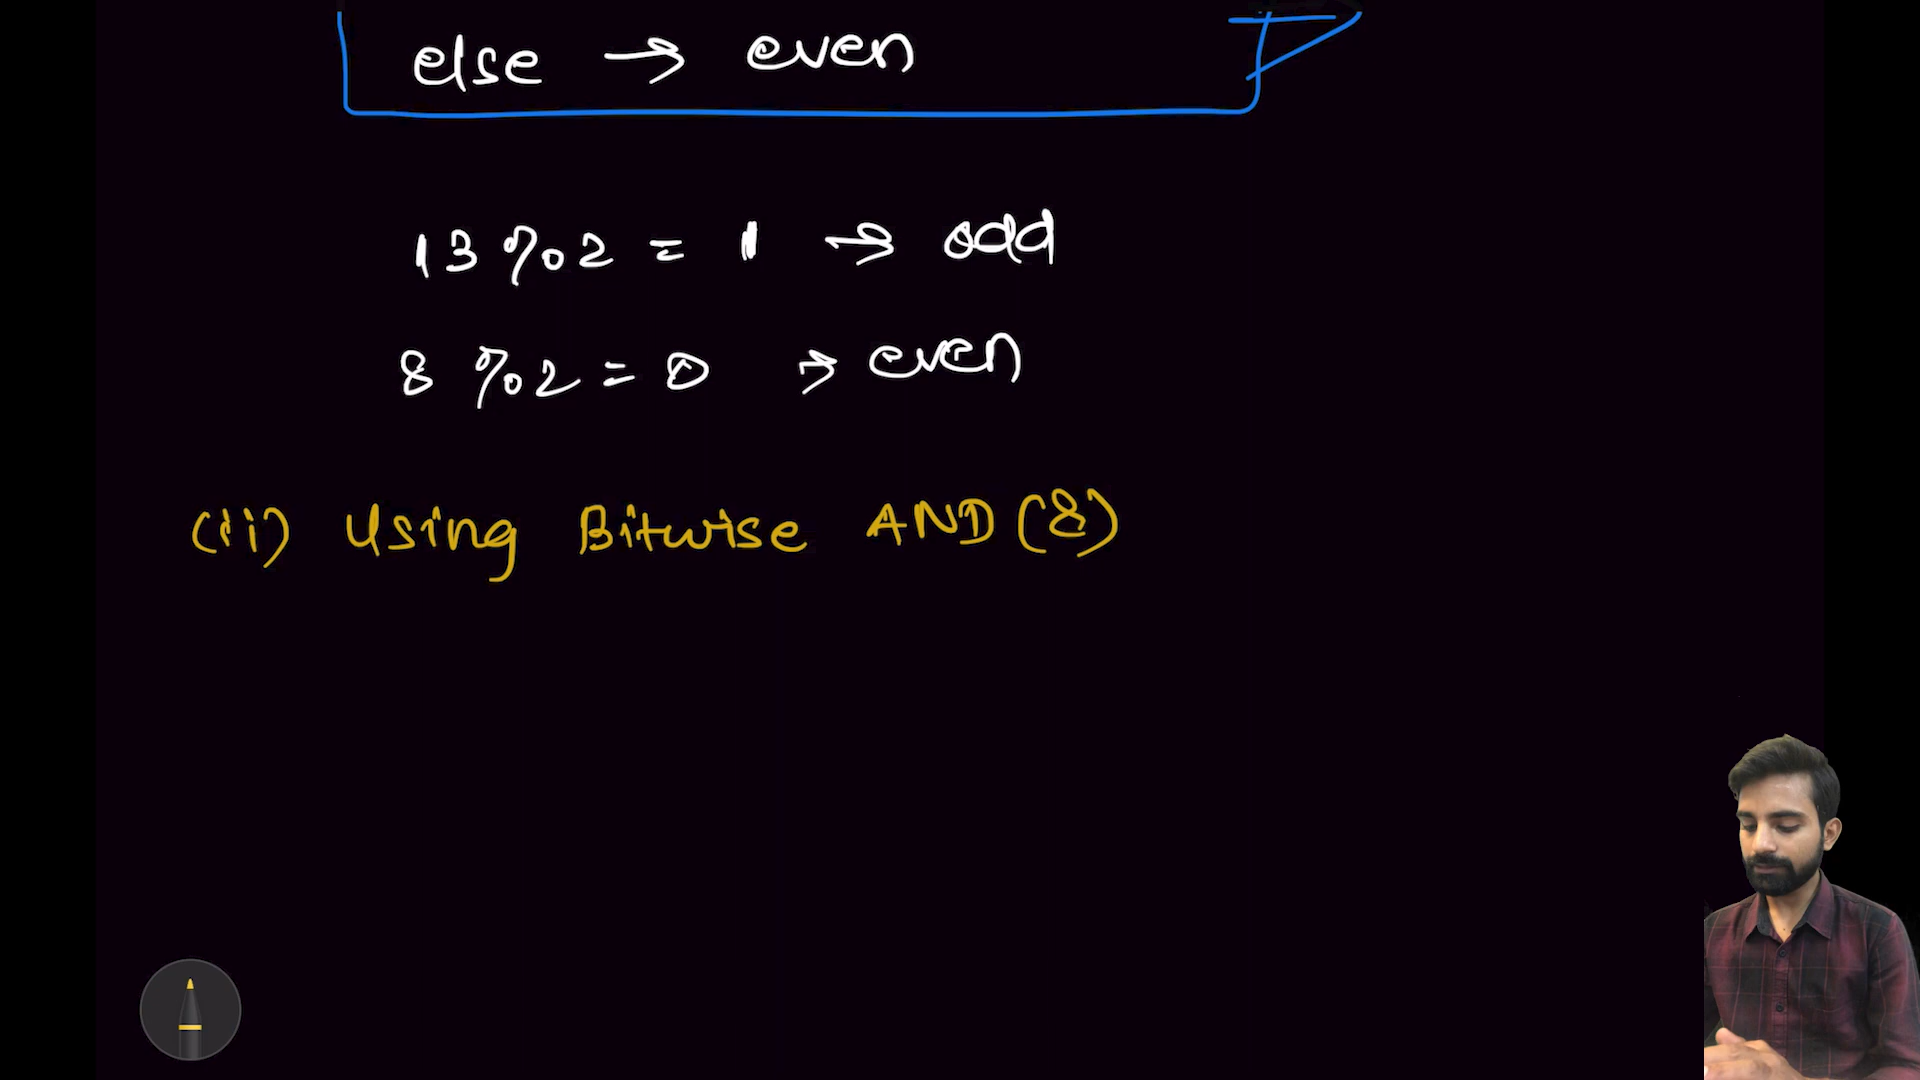 else → even
13 % 2 = 1 → odd
8 % 2 = 0 → even
(ii) Using Bitwise AND (&)